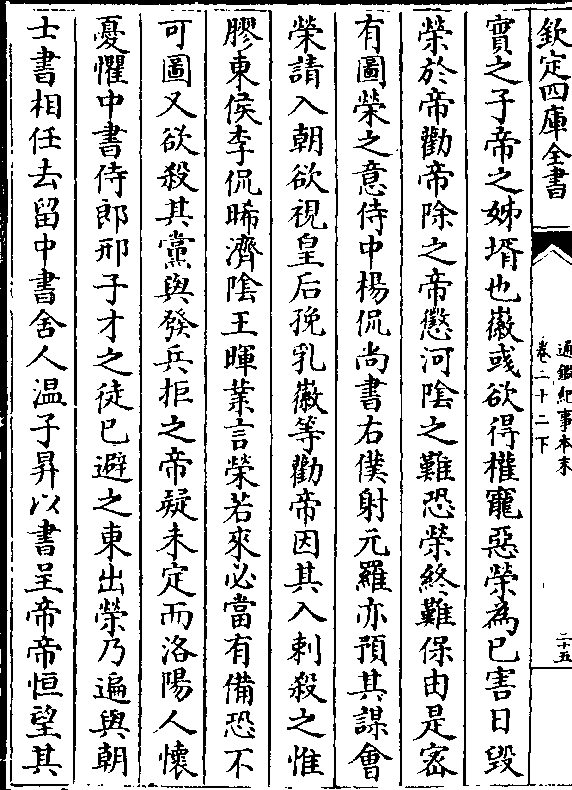 欽定四庫全書
通鑑紀事本末
卷二十二下
二十五
實之子帝之姊壻也徽彧欲得權寵惡榮為已害日毀
榮於帝勸帝除之帝懲河陰之難恐榮終難保由是宻
有圖榮之意侍中楊侃尚書右僕射元羅亦預其謀會
榮請入朝欲視皇后挽乳徽等勸帝因其入刺殺之惟
膠東侯李侃晞濟隂王暉業言榮若來必當有備恐不
可圖又欲殺其黨與發兵拒之帝疑未定而洛陽人懐
憂懼中書侍郎邢子才之徒已避之東出榮乃遍與朝
士書相任去留中書舍人温子昇以書呈帝帝恒望其